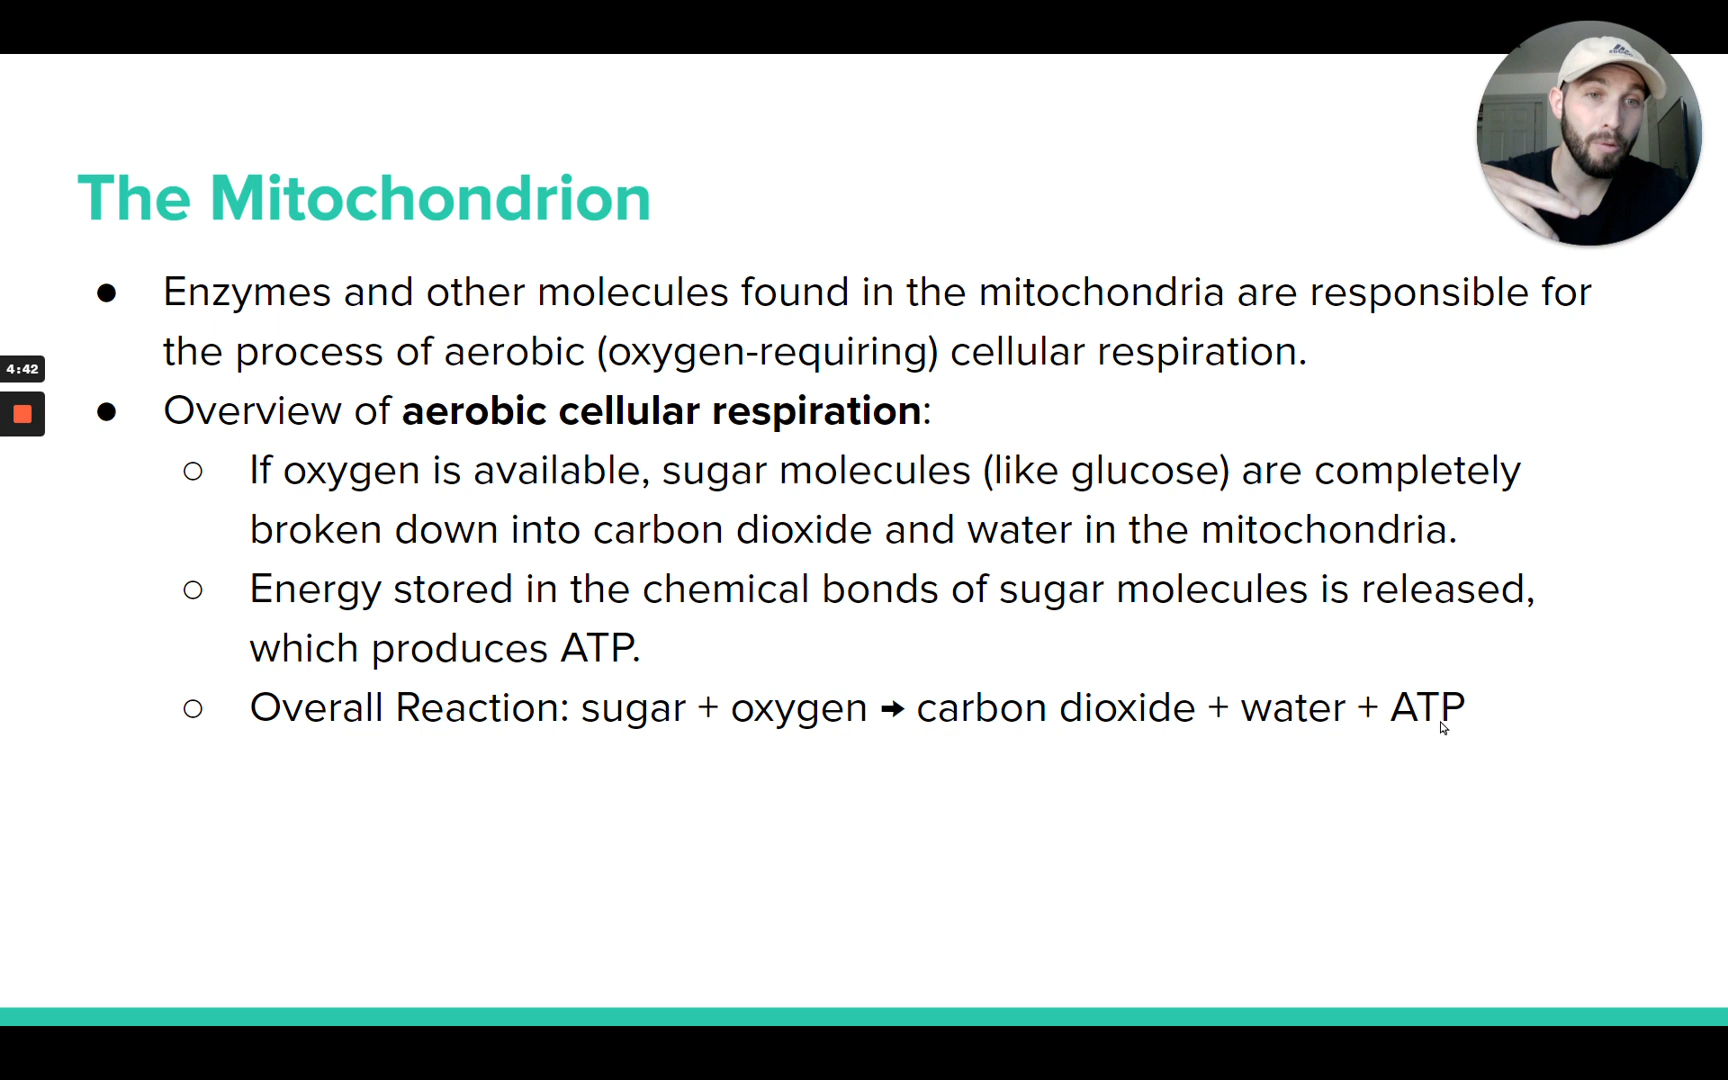 The Mitochondrion
● Enzymes and other molecules found in the mitochondria are responsible for
the process of aerobic (oxygen-requiring) cellular respiration.
4:42
● Overview of aerobic cellular respiration:
○ If oxygen is available, sugar molecules (like glucose) are completely
broken down into carbon dioxide and water in the mitochondria.
○ Energy stored in the chemical bonds of sugar molecules is released,
which produces ATP.
○ Overall Reaction: sugar + oxygen → carbon dioxide + water + ATP